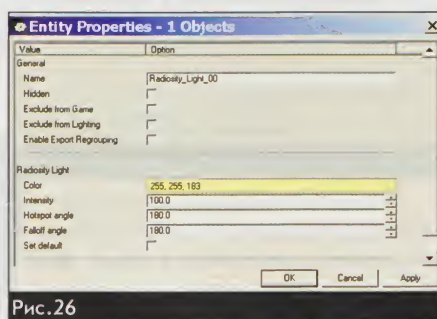 Entity Properties - 1 Objects
Value Option
General
Name Radiosity_Light_00
Hidden
Exclude from Game
Exclude from Lighting
Enable Export Regrouping
Radiosity Light
Color 255, 255, 183
Intensity 100.0
Hotspot angle 180.0
Falloff angle 180.0
Set default
OK Cancel Apply
Рис.26